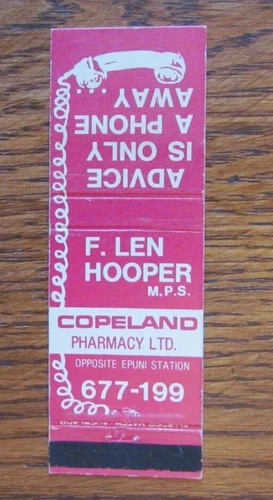 ADVICE
IS ONLY
A PHONE
AWAY
...
F. LEN
HOOPER
M.P.S.
COPELAND
PHARMACY LTD.
OPPOSITE EPUNI STATION
677-199